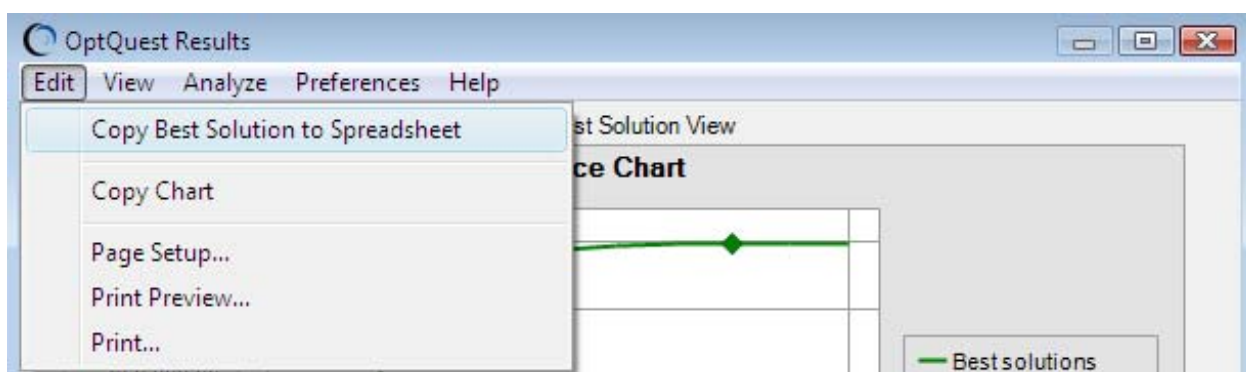 OptQuest Results
Edit View Analyze Preferences Help
Copy Best Solution to Spreadsheet
st Solution View
ce Chart
Copy Chart
Page Setup...
Print Preview...
Print...
Best solutions